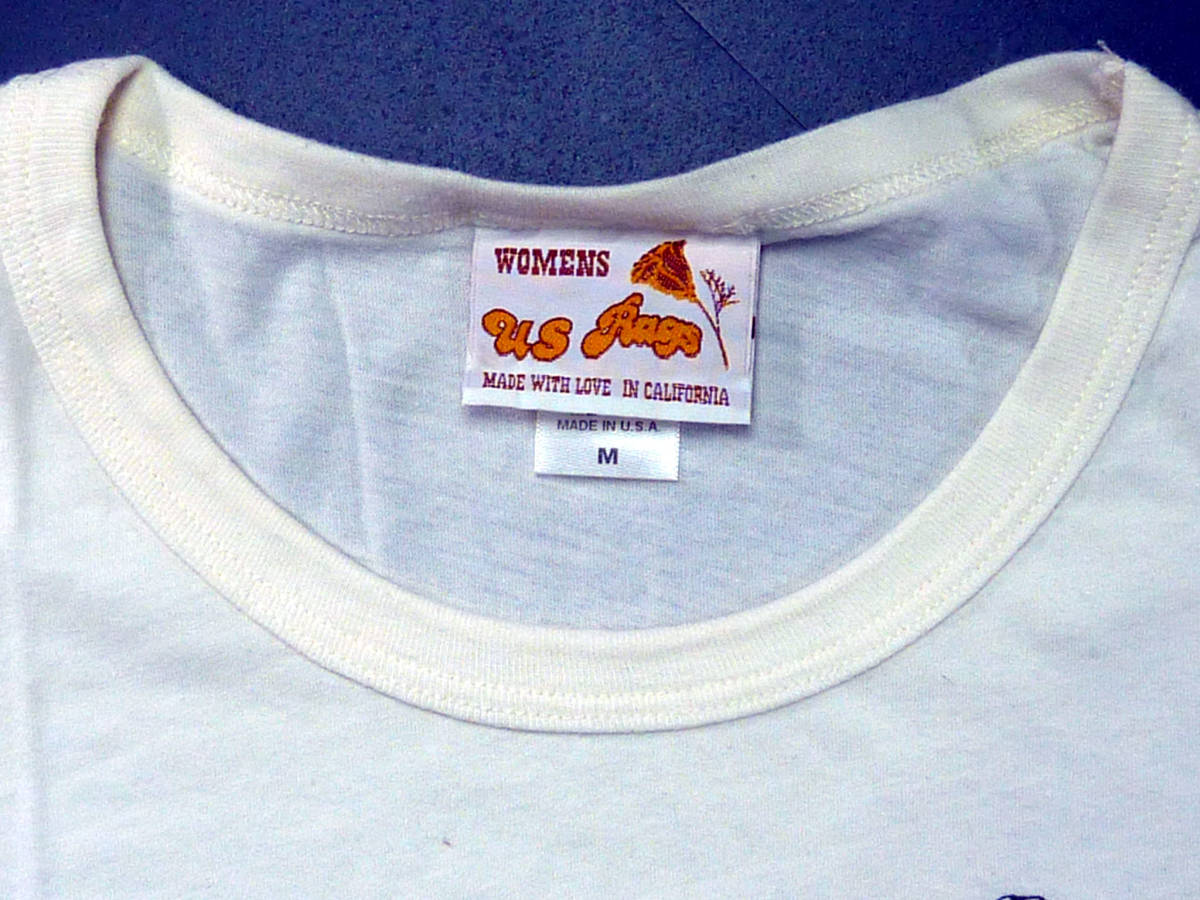 WOMENS
US Rags
MADE WITH LOVE IN CALIFORNIA
MADE IN U.S.A.
M